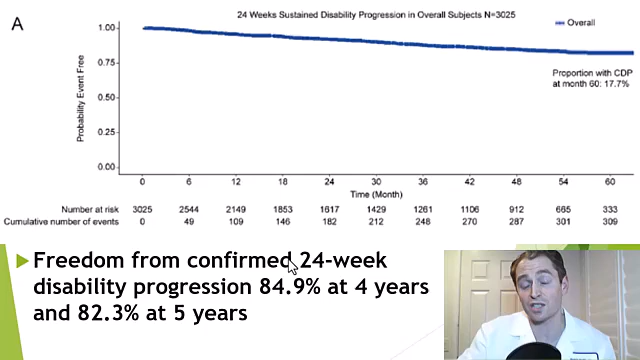 A
24 Weeks Sustained Disability Progression in Overall Subjects N=3025
Overall
1.00
0.75
0.50
0.25
0.00
Probability Event Free
Proportion with CDP
at month 60: 17.7%
0 6 12 18 24 30 36 42 48 54 60
Time (Month)
Number at risk 3025 2544 2149 1853 1617 1429 1261 1106 912 665 333
Cumulative number of events 0 49 109 146 182 212 248 270 287 301 309
Freedom from confirmed 24-week
disability progression 84.9% at 4 years
and 82.3% at 5 years